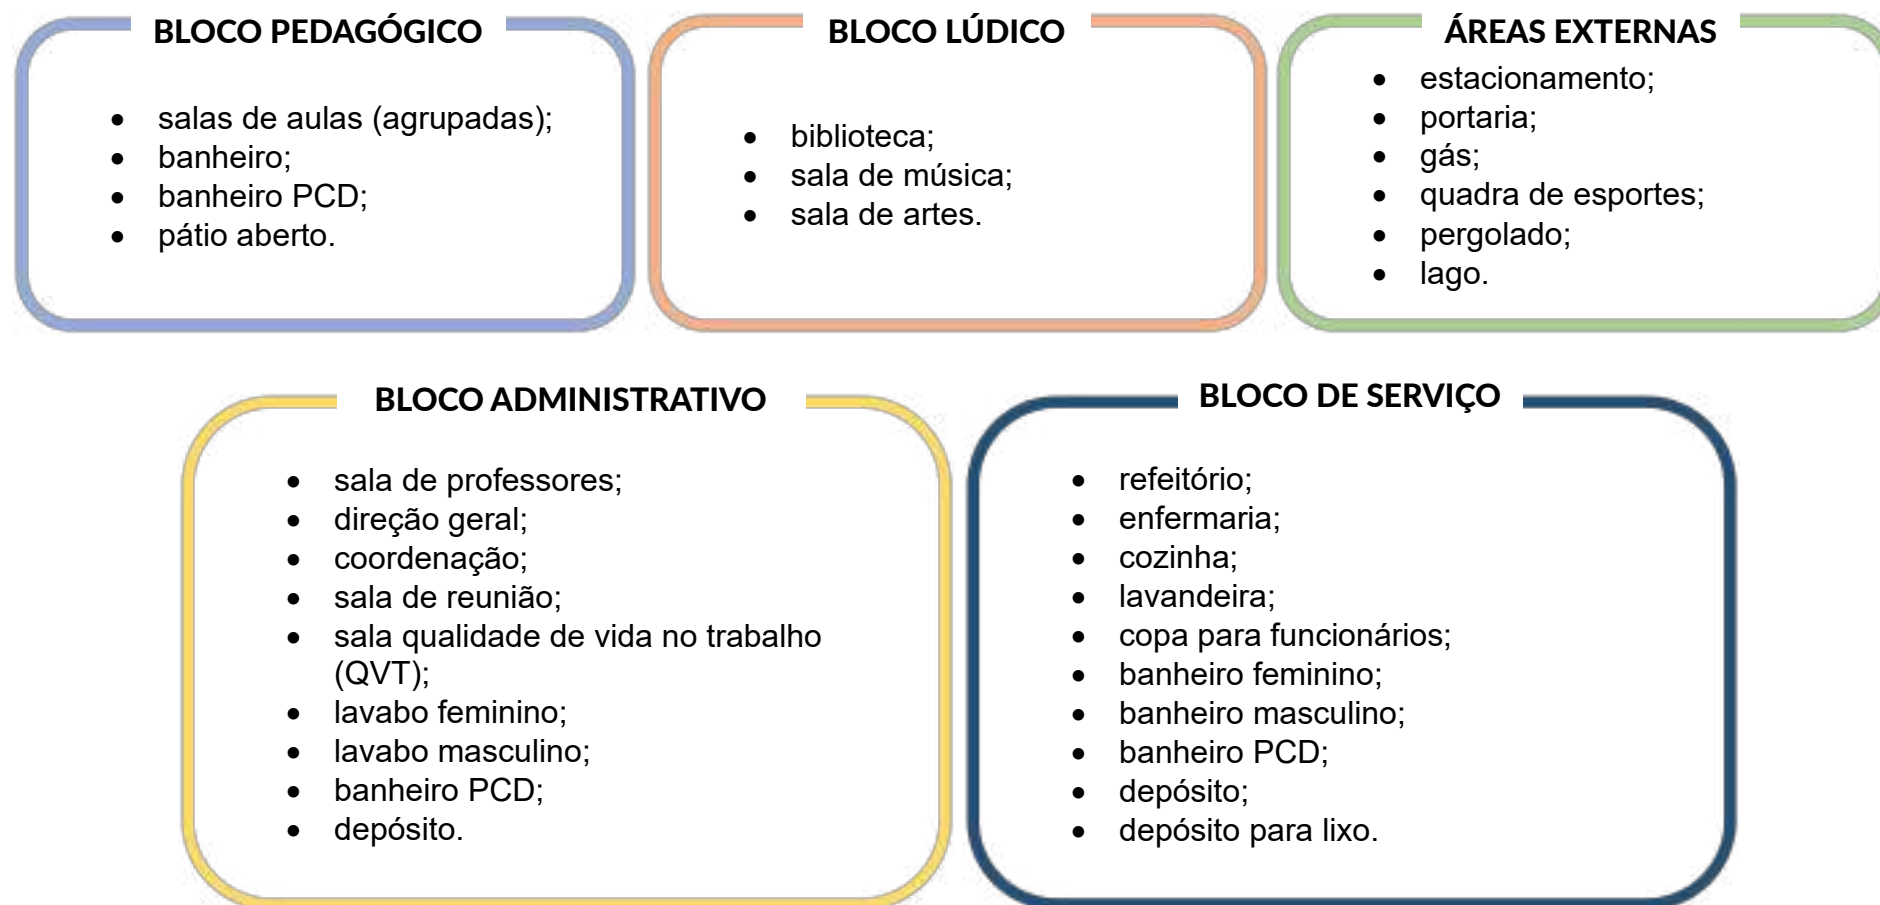 BLOCO PEDAGÓGICO
• salas de aulas (agrupadas);
• banheiro;
• banheiro PCD;
• pátio aberto.
BLOCO LÚDICO
• biblioteca;
• sala de música;
• sala de artes.
ÁREAS EXTERNAS
• estacionamento;
• portaria;
• gás;
• quadra de esportes;
• pergolado;
• lago.
BLOCO ADMINISTRATIVO
• sala de professores;
• direção geral;
• coordenação;
• sala de reunião;
• sala qualidade de vida no trabalho
(QVT);
• lavabo feminino;
• lavabo masculino;
• banheiro PCD;
• depósito.
BLOCO DE SERVIÇO
• refeitório;
• enfermaria;
• cozinha;
• lavandeira;
• copa para funcionários;
• banheiro feminino;
• banheiro masculino;
• banheiro PCD;
• depósito;
• depósito para lixo.